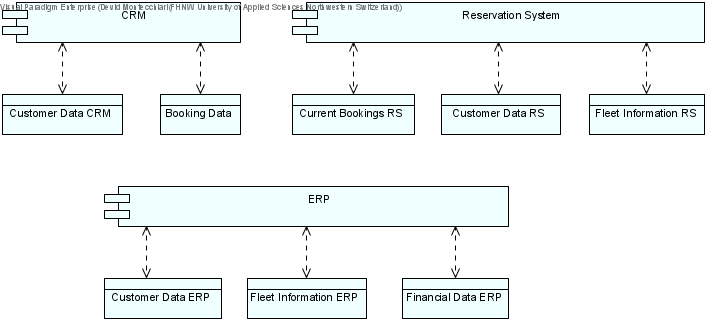 Visual Paradigm Enterprise (Devid Montecchiari(FHNW University of Applied Sciences Northwestern Switzerland))
CRM
Reservation System
Customer Data CRM
Booking Data
Current Bookings RS
Customer Data RS
Fleet Information RS
ERP
Customer Data ERP
Fleet Information ERP
Financial Data ERP